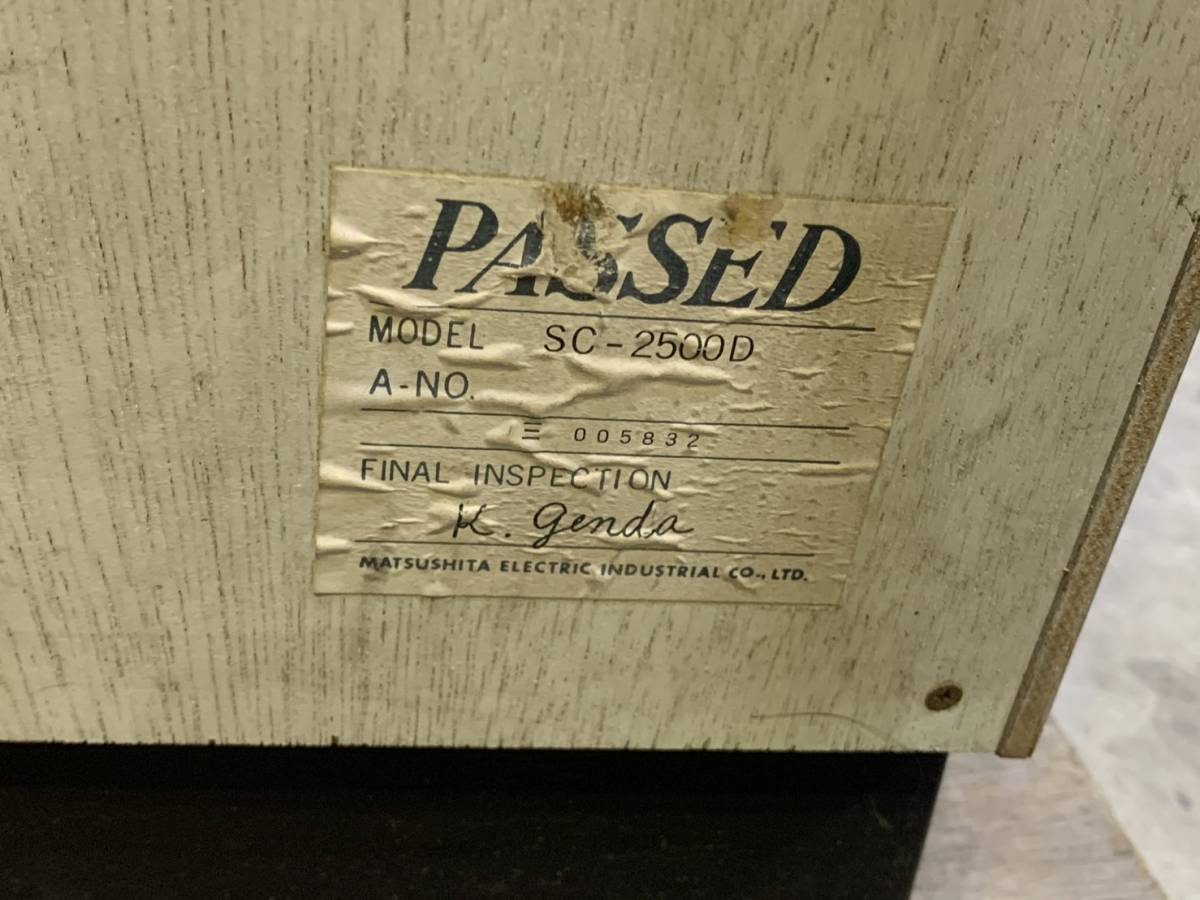 PASSED
MODEL SC-2500D
A-NO.
005832
FINAL INSPECTION
K. Genda
MATSUSHITA ELECTRIC INDUSTRIAL CO., LTD.